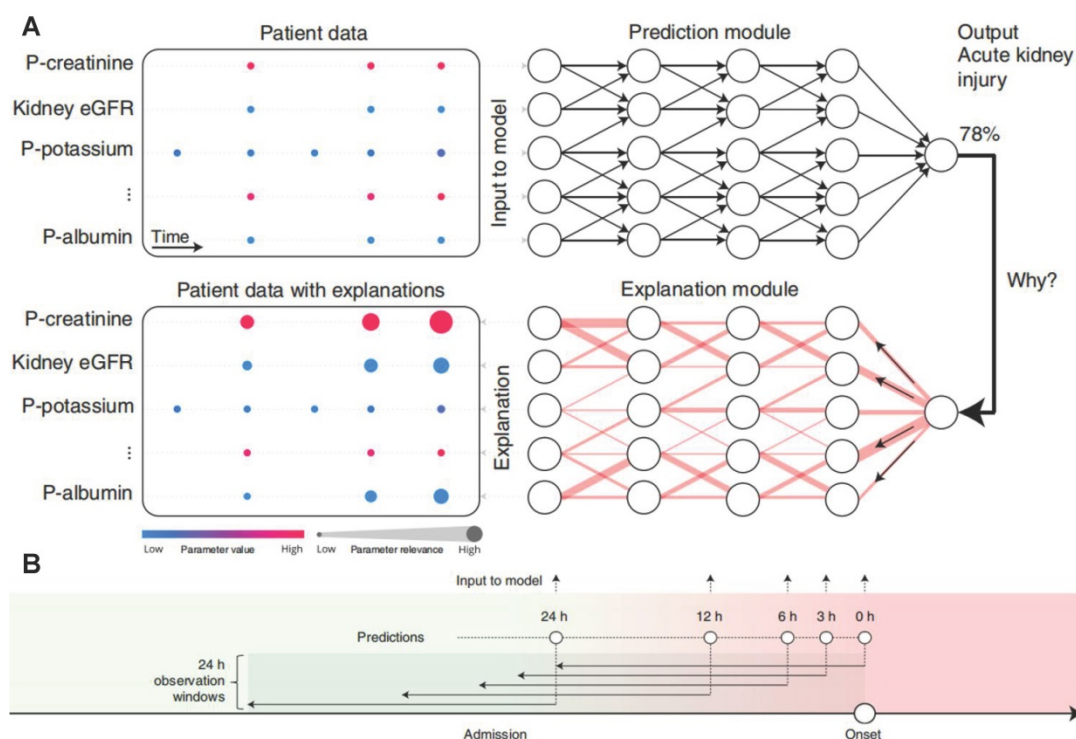 A
Patient data
Prediction module
Output
Acute kidney
injury
P-creatinine
Kidney eGFR
P-potassium
⋮
P-albumin
Time
Input to model
78%
Why?
Patient data with explanations
Explanation module
P-creatinine
Kidney eGFR
P-potassium
⋮
P-albumin
Explanation
Low Parameter value High
Low Parameter relevance High
B
Input to model
24 h 12 h 6 h 3 h 0 h
Predictions
24 h
observation
windows
Admission Onset